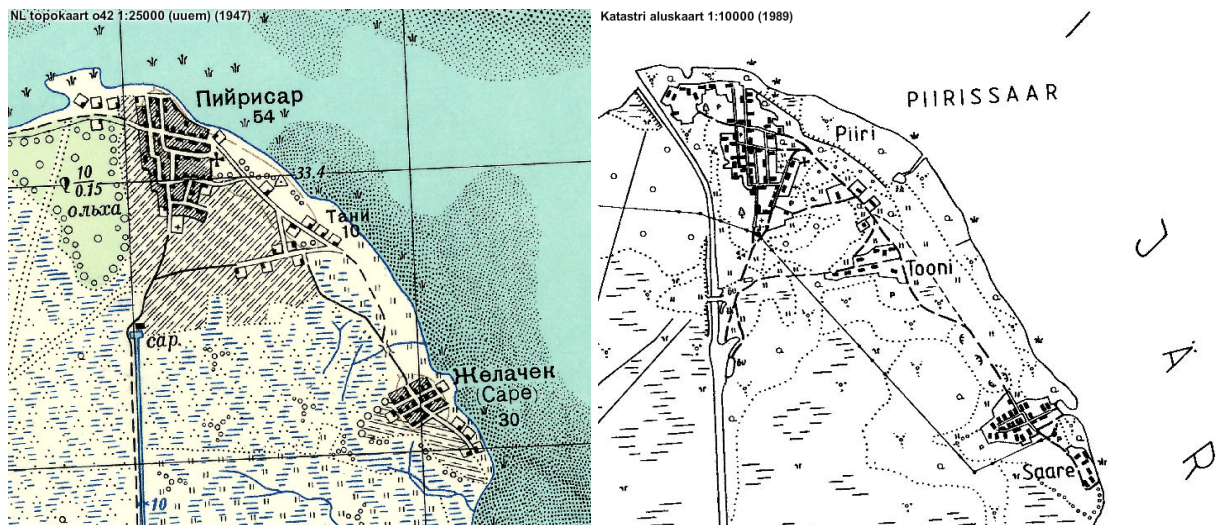 NL topokaart o42 1:25000 (uuem) (1947)
Пийрисар
54
10
0.15
ольха
33.4
Тани
10
сар.
Желачек
(Саре)
30
10
Katastri aluskaart 1:10000 (1989)
PIIRISSAAR
Piiri
Tooni
Saare
J
Ä
R